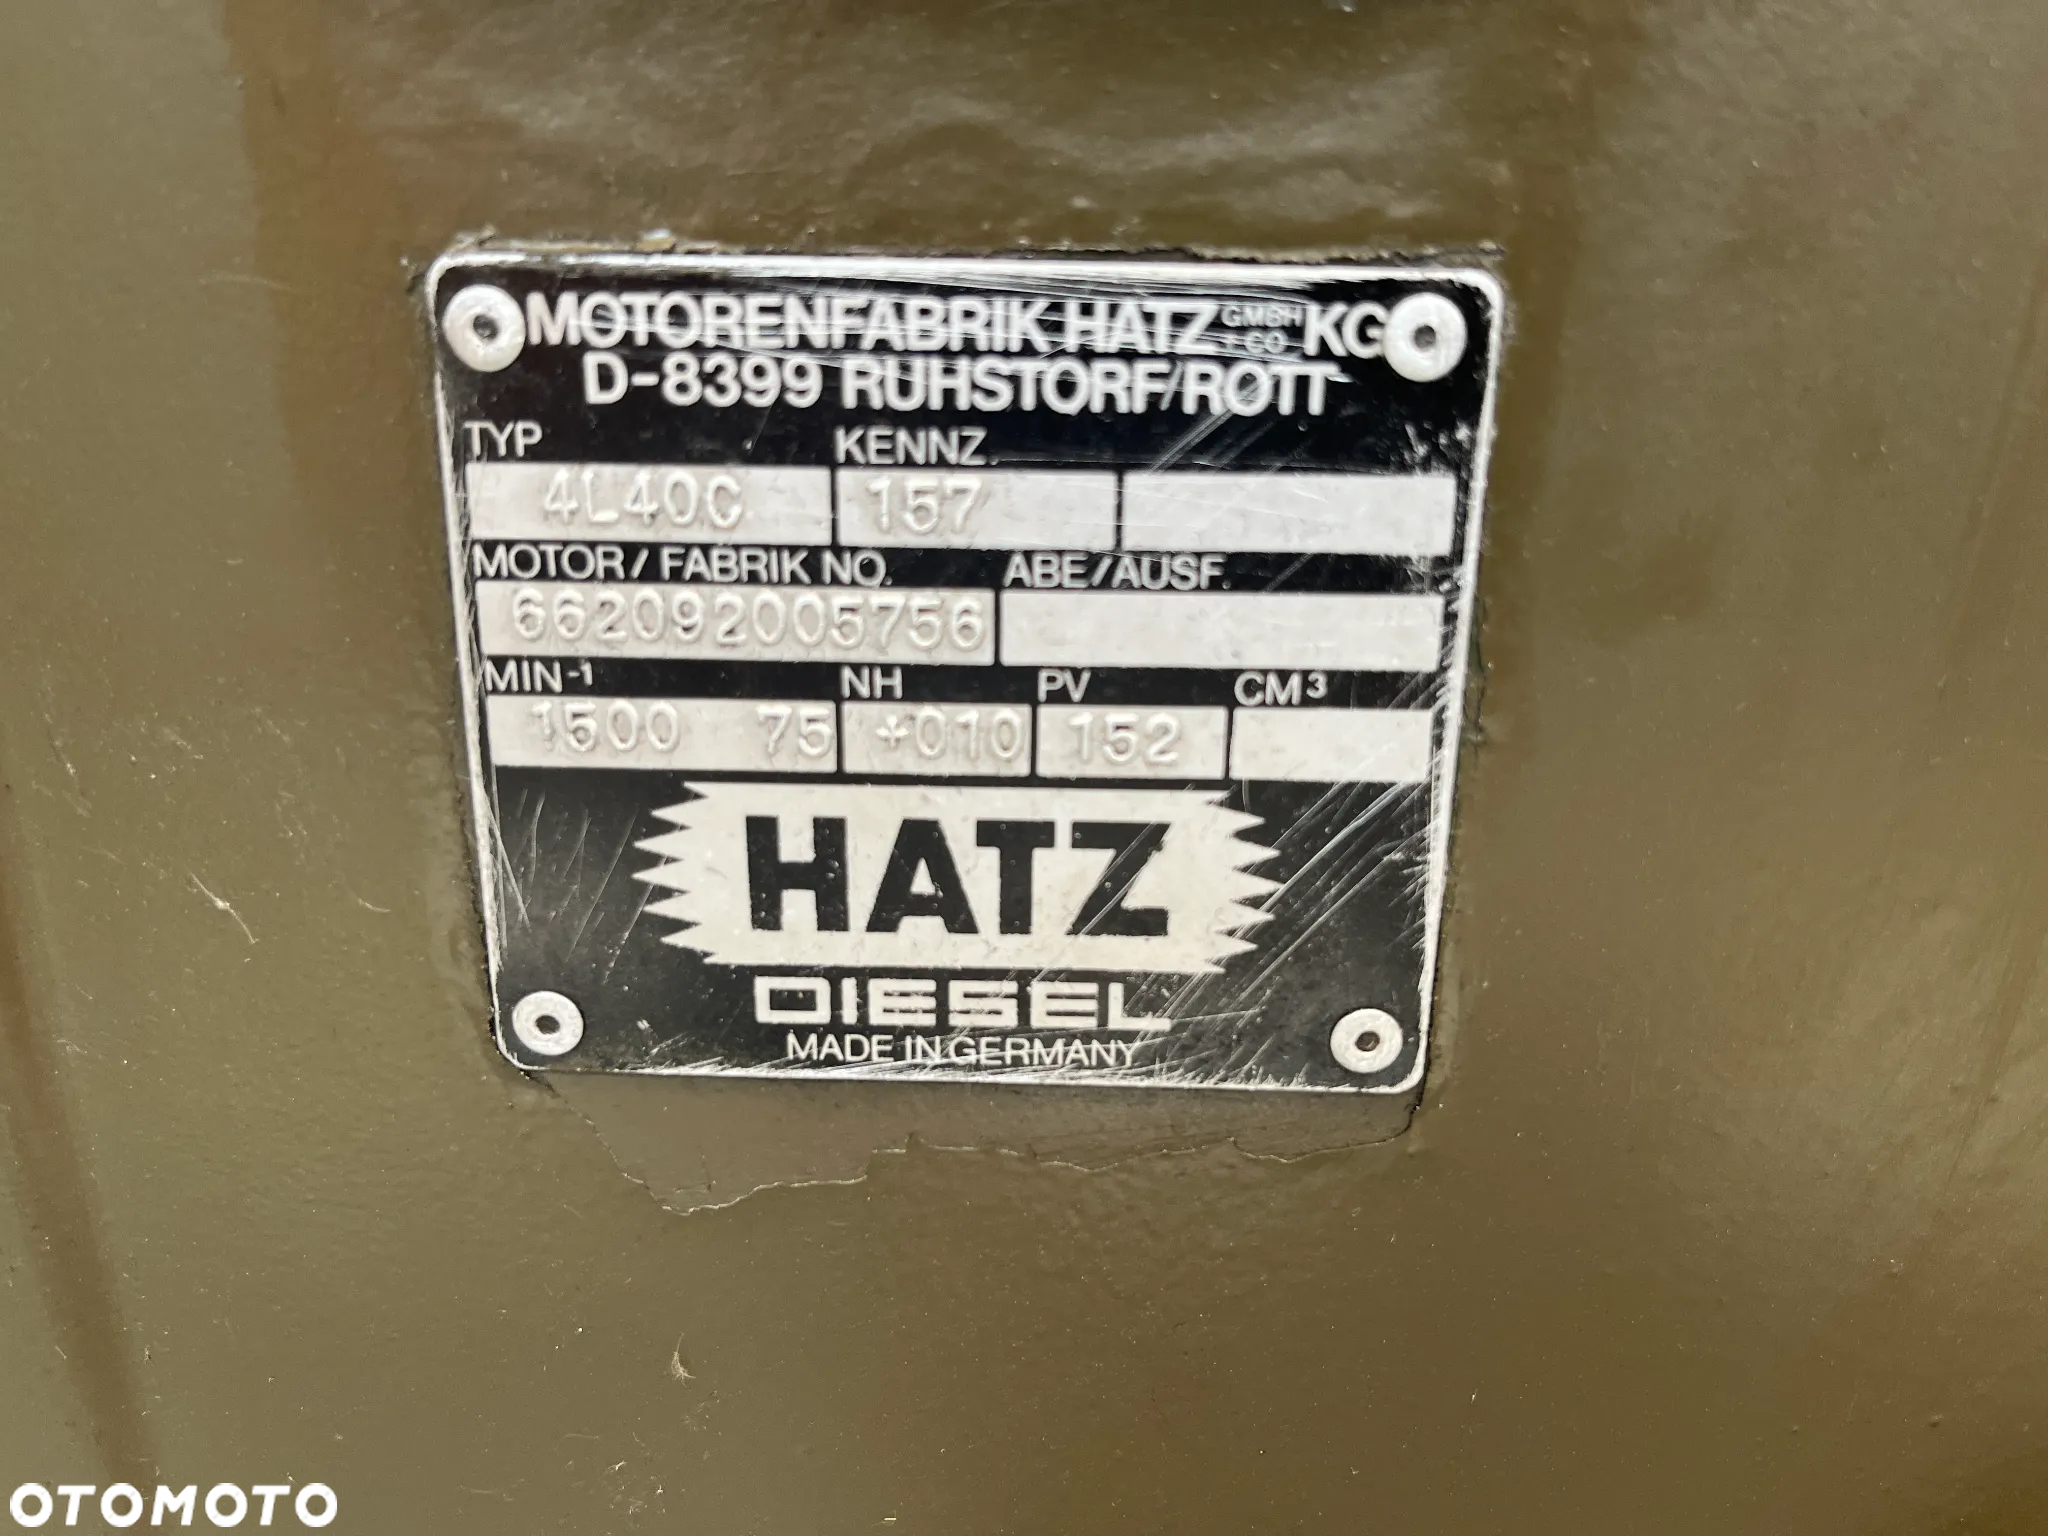 MOTORENFABRIK HATZ GMBH + CO KG
D-8399 RUHSTORF/ROTT
TYP KENNZ.
4L40C 157
MOTOR/FABRIK NO. ABE/AUSF.
662092005756
MIN-1 NH PV CM3
1500 75 +010 152
HATZ
DIESEL
MADE IN GERMANY
OTOMOTO